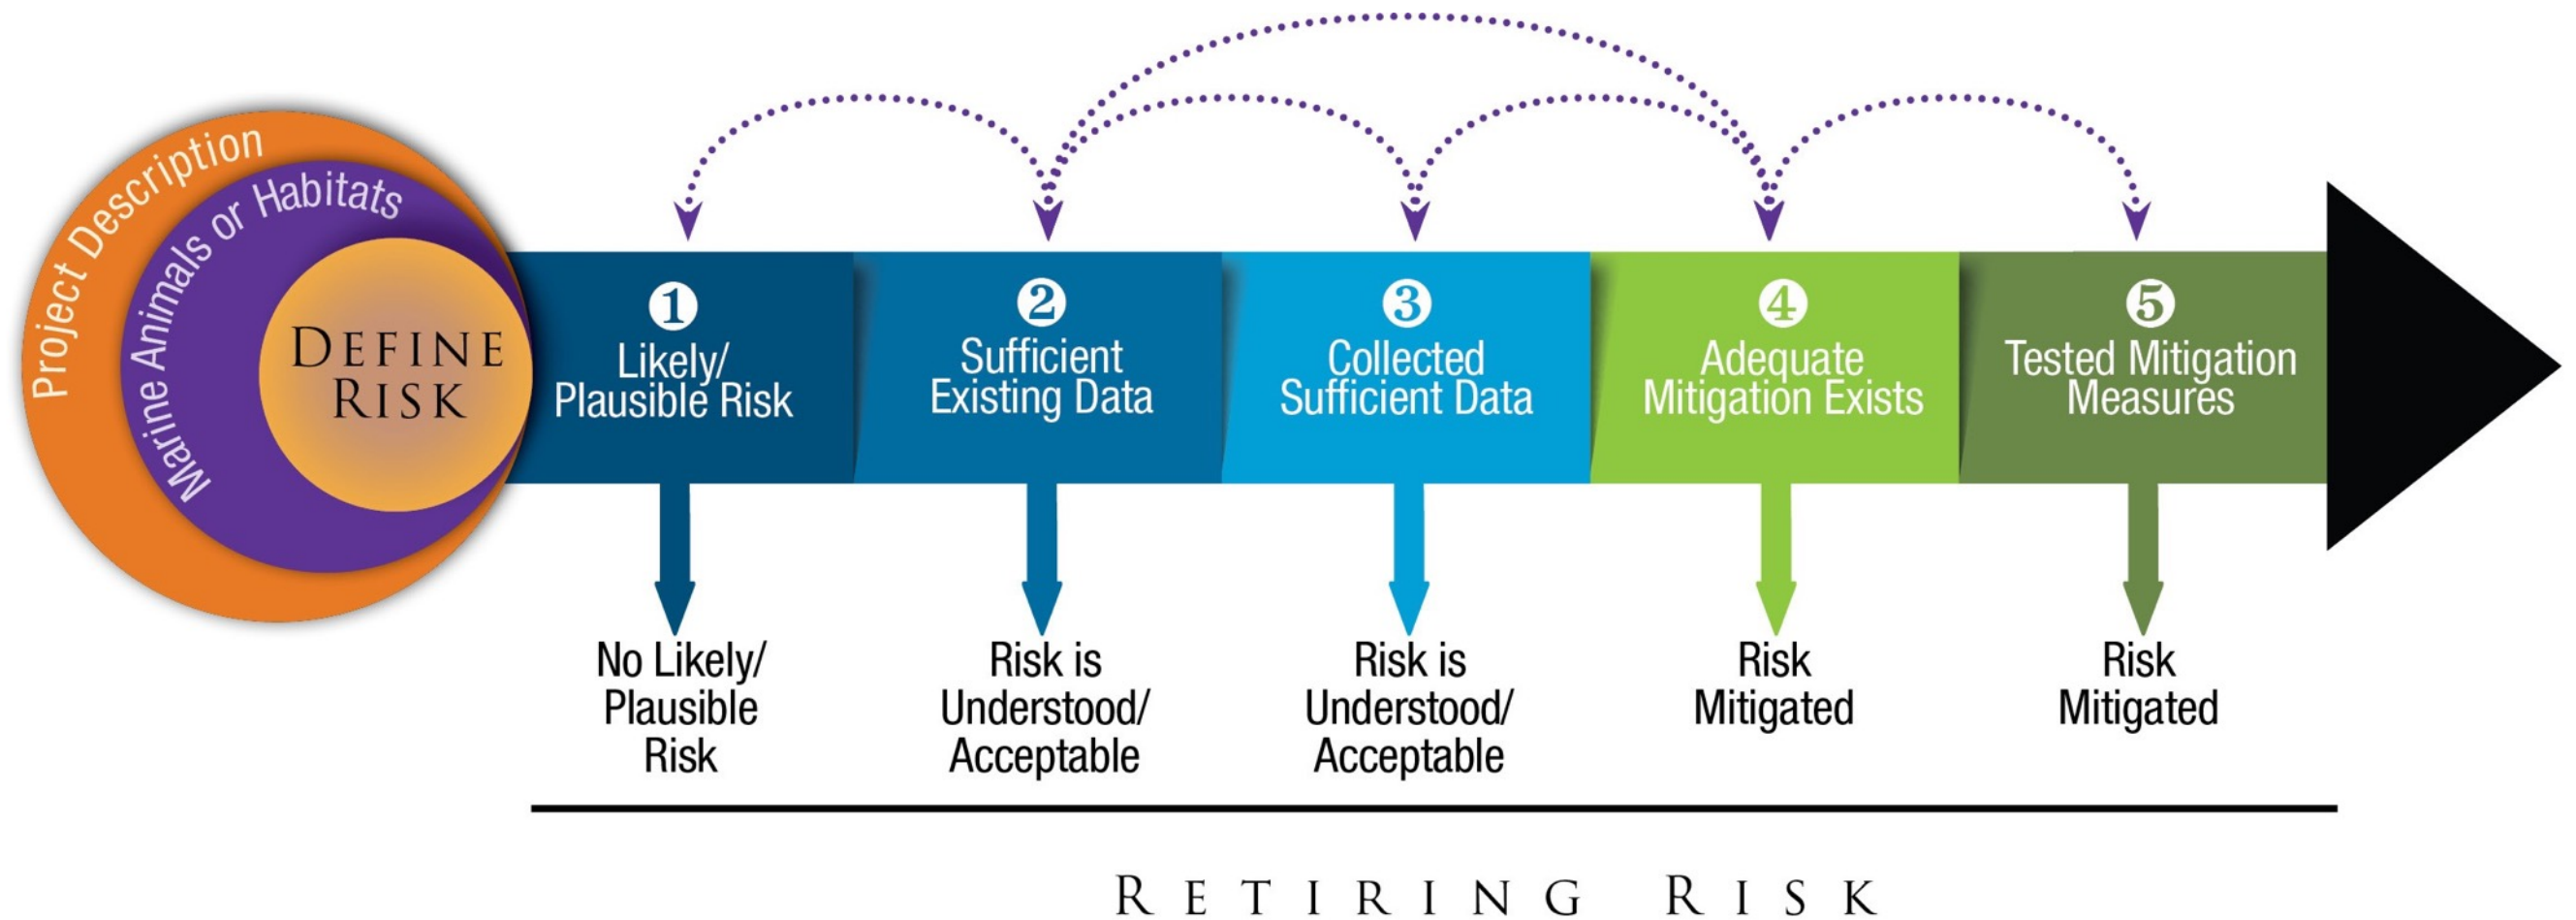 Project Description
Marine Animals or Habitats
DEFINE
RISK
1
Likely/
Plausible Risk
2
Sufficient
Existing Data
3
Collected
Sufficient Data
4
Adequate
Mitigation Exists
5
Tested Mitigation
Measures
No Likely/
Plausible
Risk
Risk is
Understood/
Acceptable
Risk is
Understood/
Acceptable
Risk
Mitigated
Risk
Mitigated
RETIRING RISK